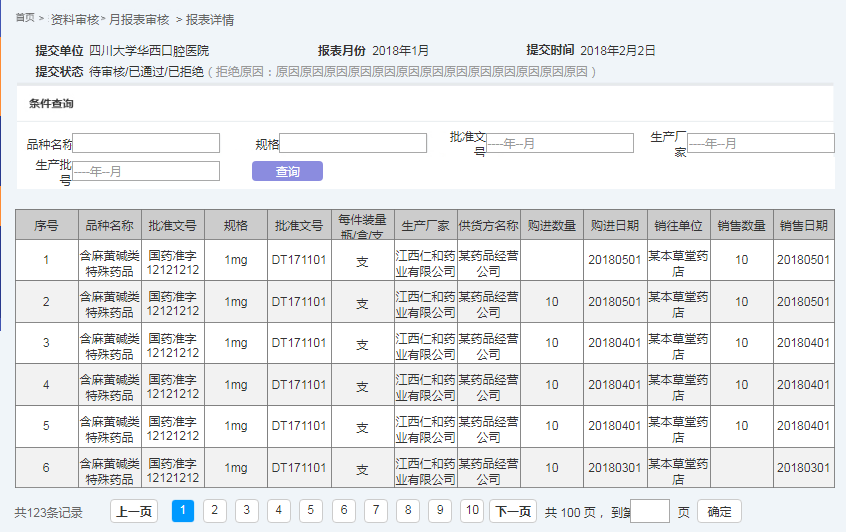 首页 > 资料审核> 月报表审核 > 报表详情
提交单位 四川大学华西口腔医院 报表月份 2018年1月 提交时间 2018年2月2日
提交状态 待审核/已通过/已拒绝（拒绝原因：原因原因原因原因原因原因原因原因原因原因原因原因原因）
条件查询
品种名称 规格 批准文号 ----年--月 生产厂家 ----年--月
生产批号 ----年--月 查询
序号 品种名称 批准文号 规格 批准文号 每件装量瓶/盒/支 生产厂家 供货方名称 购进数量 购进日期 销往单位 销售数量 销售日期
1 含麻黄碱类特殊药品 国药准字12121212 1mg DT171101 支 江西仁和药业有限公司 某药品经营公司 20180501 某本草堂药店 10 20180501
2 含麻黄碱类特殊药品 国药准字12121212 1mg DT171101 支 江西仁和药业有限公司 某药品经营公司 10 20180501 某本草堂药店 10 20180501
3 含麻黄碱类特殊药品 国药准字12121212 1mg DT171101 支 江西仁和药业有限公司 某药品经营公司 10 20180401 某本草堂药店 10 20180401
4 含麻黄碱类特殊药品 国药准字12121212 1mg DT171101 支 江西仁和药业有限公司 某药品经营公司 10 20180401 某本草堂药店 10 20180401
5 含麻黄碱类特殊药品 国药准字12121212 1mg DT171101 支 江西仁和药业有限公司 某药品经营公司 10 20180401 某本草堂药店 10 20180401
6 含麻黄碱类特殊药品 国药准字12121212 1mg DT171101 支 江西仁和药业有限公司 某药品经营公司 10 20180301 某本草堂药店 20180301
共123条记录 上一页 1 2 3 4 5 6 7 8 9 10 下一页 共 100 页， 到第 页 确定